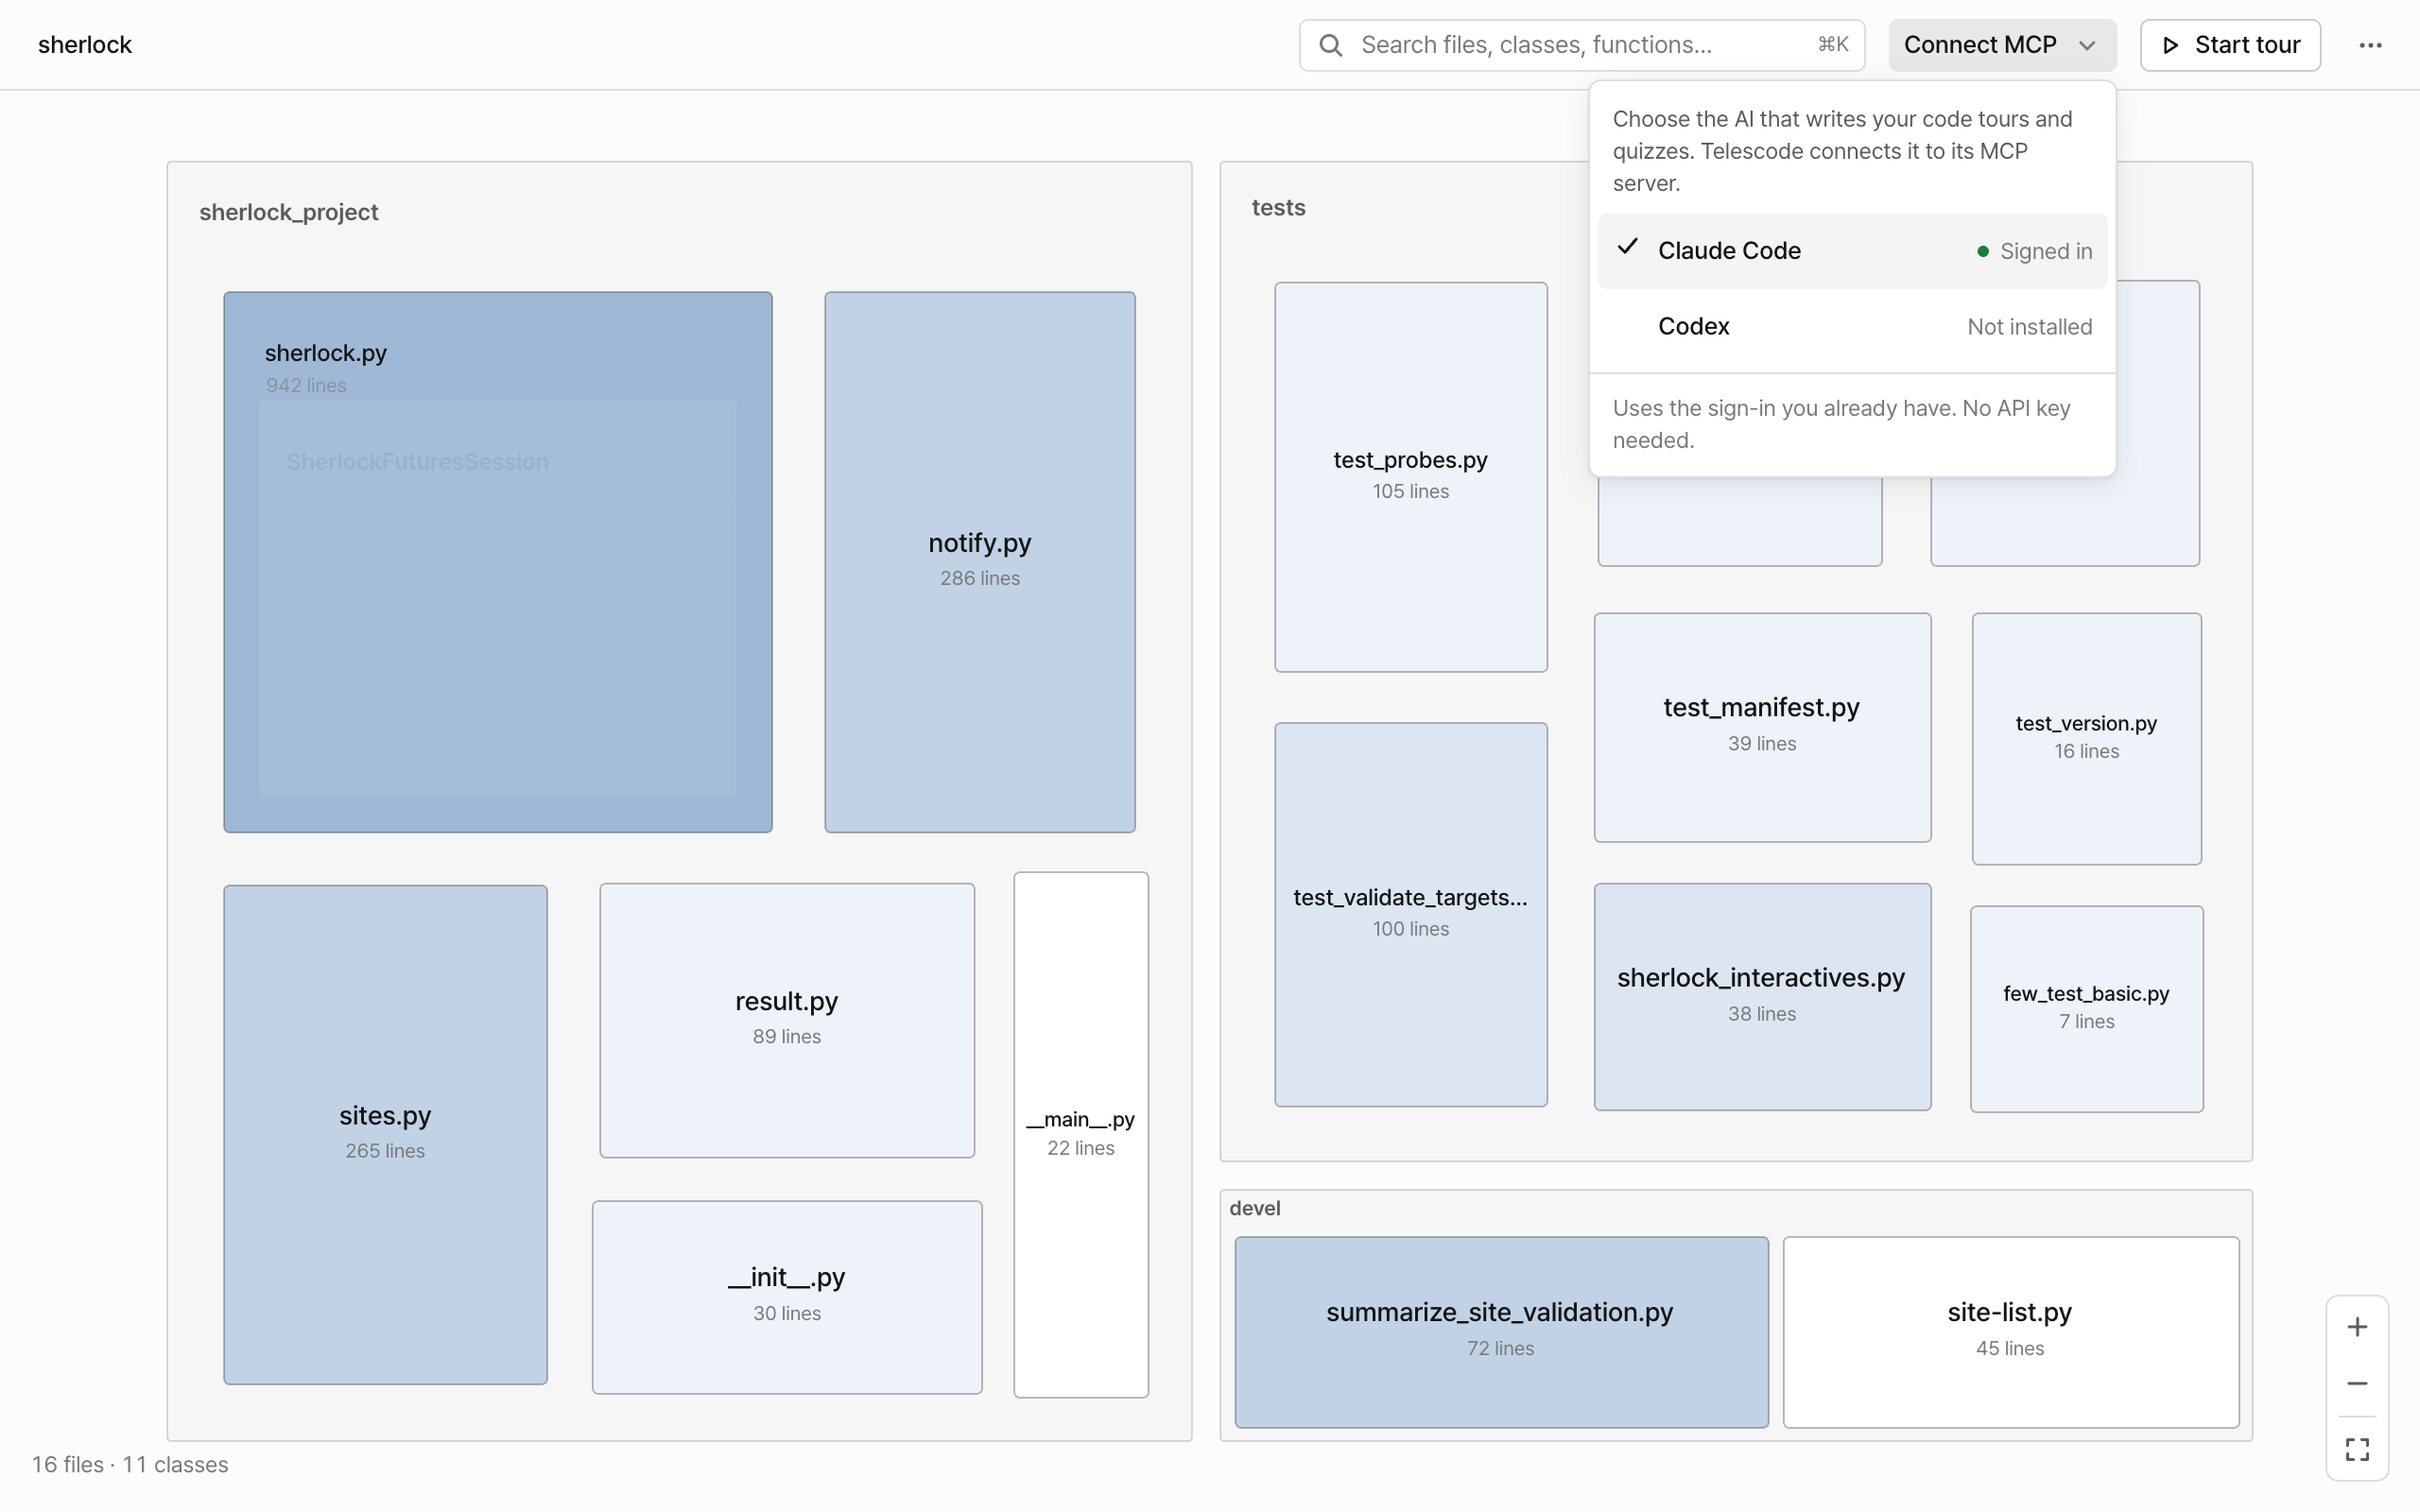 sherlock
Search files, classes, functions...
⌘K
Connect MCP
Start tour
Choose the AI that writes your code tours and
quizzes. Telescode connects it to its MCP
server.
Claude Code
Signed in
Codex
Not installed
Uses the sign-in you already have. No API key
needed.
sherlock_project
sherlock.py
942 lines
SherlockFuturesSession
notify.py
286 lines
sites.py
265 lines
result.py
89 lines
__init__.py
30 lines
__main__.py
22 lines
tests
test_probes.py
105 lines
test_manifest.py
39 lines
test_version.py
16 lines
test_validate_targets...
100 lines
sherlock_interactives.py
38 lines
few_test_basic.py
7 lines
devel
summarize_site_validation.py
72 lines
site-list.py
45 lines
16 files · 11 classes